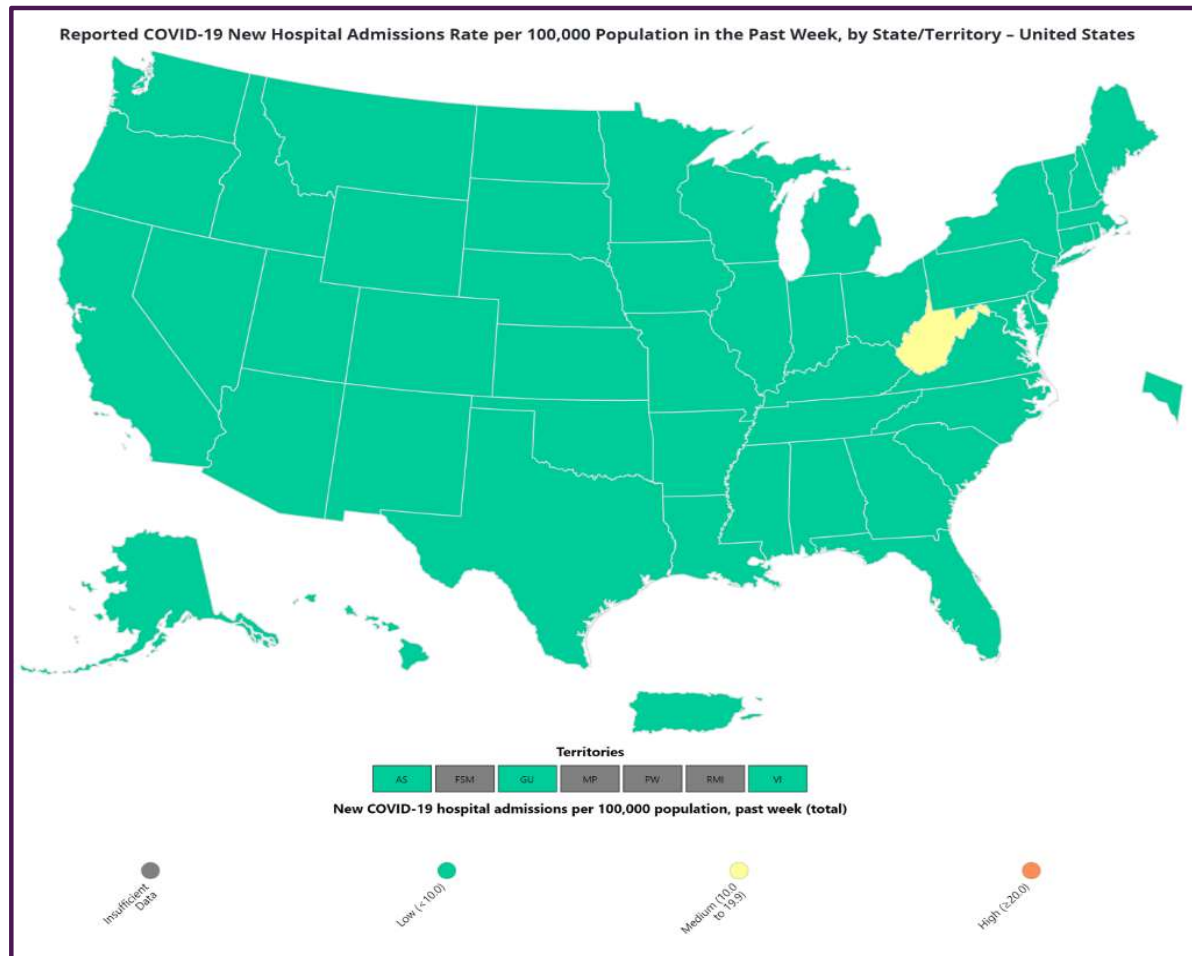 Reported COVID-19 New Hospital Admissions Rate per 100,000 Population in the Past Week, by State/Territory – United States
Territories
AS FSM GU MP PW RMI VI
New COVID-19 hospital admissions per 100,000 population, past week (total)
Insufficient
Data
Low (<10.0)
Medium (10.0
to 19.9)
High (≥20.0)